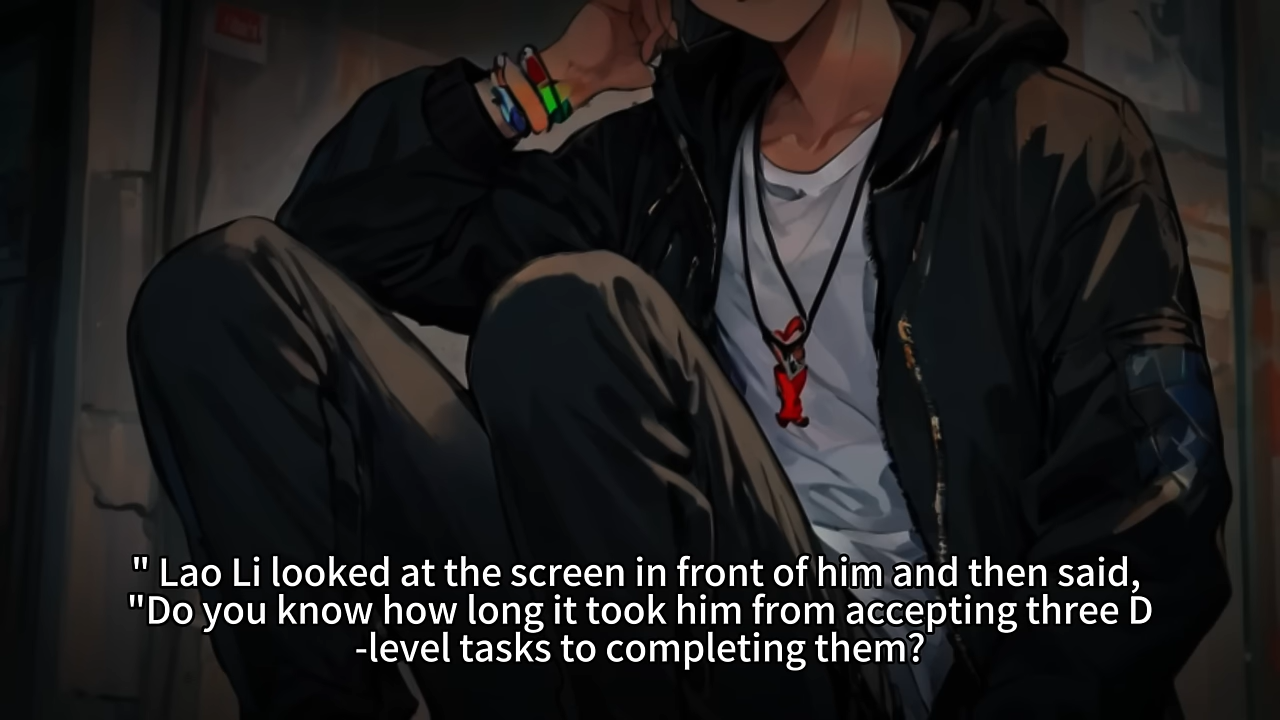 " Lao Li looked at the screen in front of him and then said,
"Do you know how long it took him from accepting three D
-level tasks to completing them?